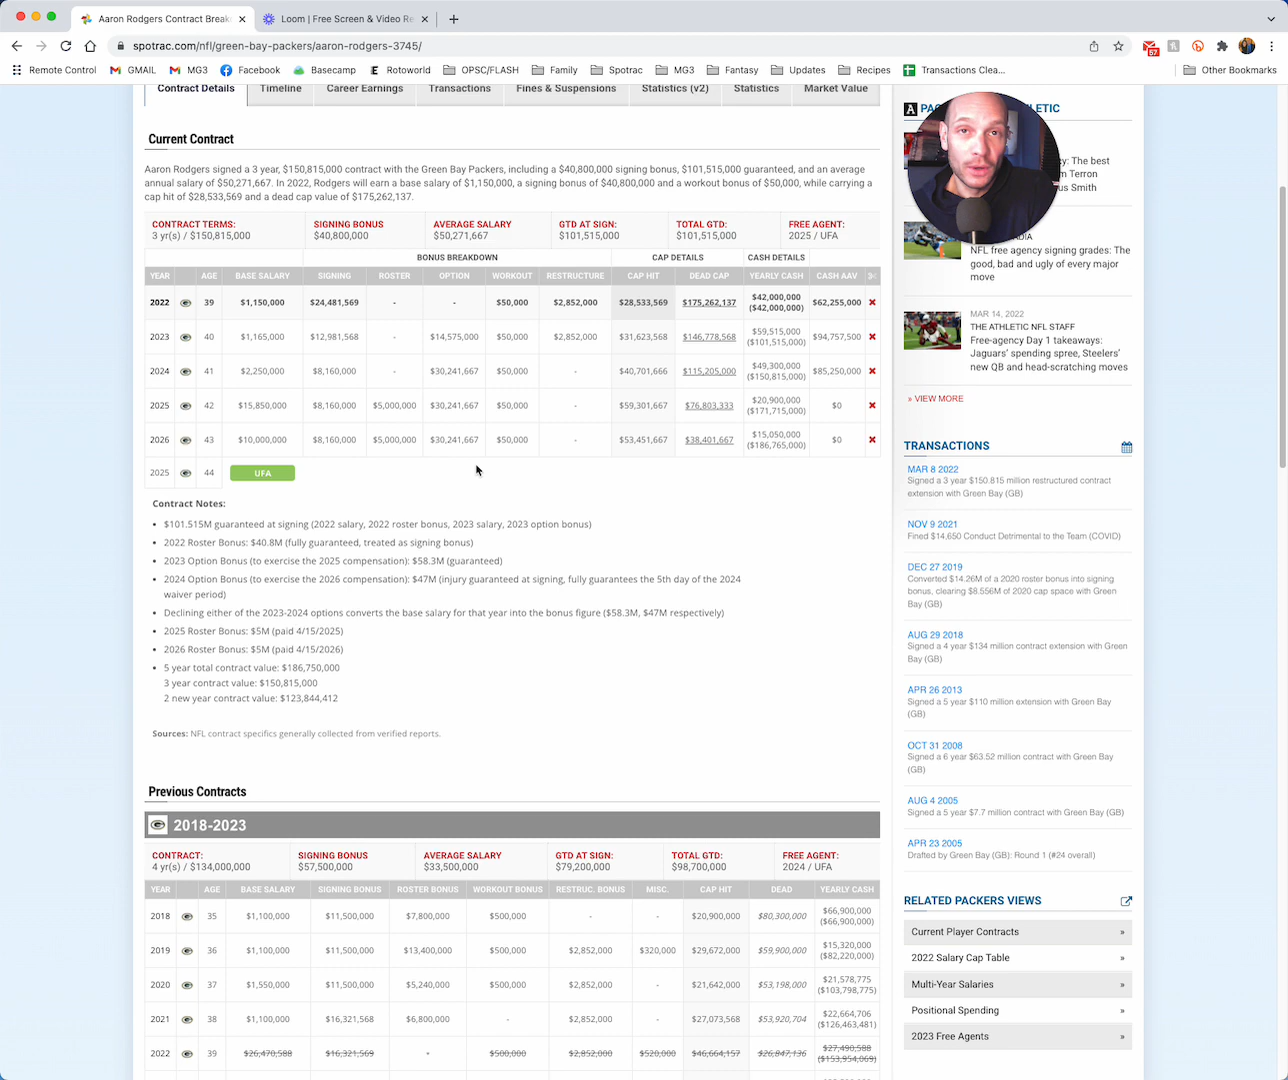 Aaron Rodgers Contract Break
Loom | Free Screen & Video Re
spotrac.com/nfl/green-bay-packers/aaron-rodgers-3745/
57
Remote Control GMAIL MG3 Facebook Basecamp Rotoworld OPSC/FLASH Family Spotrac MG3 Fantasy Updates Recipes Transactions Clea... Other Bookmarks
Contract Details Timeline Career Earnings Transactions Fines & Suspensions Statistics (v2) Statistics Market Value
Current Contract
Aaron Rodgers signed a 3 year, $150,815,000 contract with the Green Bay Packers, including a $40,800,000 signing bonus, $101,515,000 guaranteed, and an average
annual salary of $50,271,667. In 2022, Rodgers will earn a base salary of $1,150,000, a signing bonus of $40,800,000 and a workout bonus of $50,000, while carrying a
cap hit of $28,533,569 and a dead cap value of $175,262,137.
CONTRACT TERMS: SIGNING BONUS AVERAGE SALARY GTD AT SIGN: TOTAL GTD: FREE AGENT:
3 yr(s) / $150,815,000 $40,800,000 $50,271,667 $101,515,000 $101,515,000 2025 / UFA
BONUS BREAKDOWN CAP DETAILS CASH DETAILS
YEAR AGE BASE SALARY SIGNING ROSTER OPTION WORKOUT RESTRUCTURE CAP HIT DEAD CAP YEARLY CASH CASH AAV
2022 39 $1,150,000 $24,481,569 - - $50,000 $2,852,000 $28,533,569 $175,262,137 $42,000,000 ($42,000,000) $62,255,000
2023 40 $1,165,000 $12,981,568 - $14,575,000 $50,000 $2,852,000 $31,623,568 $146,778,568 $59,515,000 ($101,515,000) $94,757,500
2024 41 $2,250,000 $8,160,000 - $30,241,667 $50,000 - $40,701,666 $115,205,000 $49,300,000 ($150,815,000) $85,250,000
2025 42 $15,850,000 $8,160,000 $5,000,000 $30,241,667 $50,000 - $59,301,667 $76,803,333 $20,900,000 ($171,715,000) $0
2026 43 $10,000,000 $8,160,000 $5,000,000 $30,241,667 $50,000 - $53,451,667 $38,401,667 $15,050,000 ($186,765,000) $0
2025 44 UFA
Contract Notes:
• $101.515M guaranteed at signing (2022 salary, 2022 roster bonus, 2023 salary, 2023 option bonus)
• 2022 Roster Bonus: $40.8M (fully guaranteed, treated as signing bonus)
• 2023 Option Bonus (to exercise the 2025 compensation): $58.3M (guaranteed)
• 2024 Option Bonus (to exercise the 2026 compensation): $47M (injury guaranteed at signing, fully guarantees the 5th day of the 2024
waiver period)
• Declining either of the 2023-2024 options converts the base salary for that year into the bonus figure ($58.3M, $47M respectively)
• 2025 Roster Bonus: $5M (paid 4/15/2025)
• 2026 Roster Bonus: $5M (paid 4/15/2026)
• 5 year total contract value: $186,750,000
3 year contract value: $150,815,000
2 new year contract value: $123,844,412
Sources: NFL contract specifics generally collected from verified reports.
Previous Contracts
2018-2023
CONTRACT: SIGNING BONUS AVERAGE SALARY GTD AT SIGN: TOTAL GTD: FREE AGENT:
4 yr(s) / $134,000,000 $57,500,000 $33,500,000 $79,200,000 $98,700,000 2024 / UFA
YEAR AGE BASE SALARY SIGNING BONUS ROSTER BONUS WORKOUT BONUS RESTRUC. BONUS MISC. CAP HIT DEAD YEARLY CASH
2018 35 $1,100,000 $11,500,000 $7,800,000 $500,000 - - $20,900,000 $80,300,000 $66,900,000 ($66,900,000)
2019 36 $1,100,000 $11,500,000 $13,400,000 $500,000 $2,852,000 $320,000 $29,672,000 $59,900,000 $15,320,000 ($82,220,000)
2020 37 $1,550,000 $11,500,000 $5,240,000 $500,000 $2,852,000 - $21,642,000 $53,198,000 $21,578,775 ($103,798,775)
2021 38 $1,100,000 $16,321,568 $6,800,000 - $2,852,000 - $27,073,568 $53,920,704 $22,664,706 ($126,463,481)
2022 39 $26,470,588 $16,321,569 - $500,000 $2,852,000 $520,000 $46,664,157 $26,847,136 $27,490,588 ($153,954,069)
A PA ETIC
y: The best
m Terron
us Smith
NFL free agency signing grades: The
good, bad and ugly of every major
move
MAR 14, 2022
THE ATHLETIC NFL STAFF
Free-agency Day 1 takeaways:
Jaguars’ spending spree, Steelers’
new QB and head-scratching moves
» VIEW MORE
TRANSACTIONS
MAR 8 2022
Signed a 3 year $150.815 million restructured contract
extension with Green Bay (GB)
NOV 9 2021
Fined $14,650 Conduct Detrimental to the Team (COVID)
DEC 27 2019
Converted $14.26M of a 2020 roster bonus into signing
bonus, clearing $8.556M of 2020 cap space with Green
Bay (GB)
AUG 29 2018
Signed a 4 year $134 million contract extension with Green
Bay (GB)
APR 26 2013
Signed a 5 year $110 million extension with Green Bay
(GB)
OCT 31 2008
Signed a 6 year $63.52 million contract with Green Bay
(GB)
AUG 4 2005
Signed a 5 year $7.7 million contract with Green Bay (GB)
APR 23 2005
Drafted by Green Bay (GB): Round 1 (#24 overall)
RELATED PACKERS VIEWS
Current Player Contracts »
2022 Salary Cap Table »
Multi-Year Salaries »
Positional Spending »
2023 Free Agents »